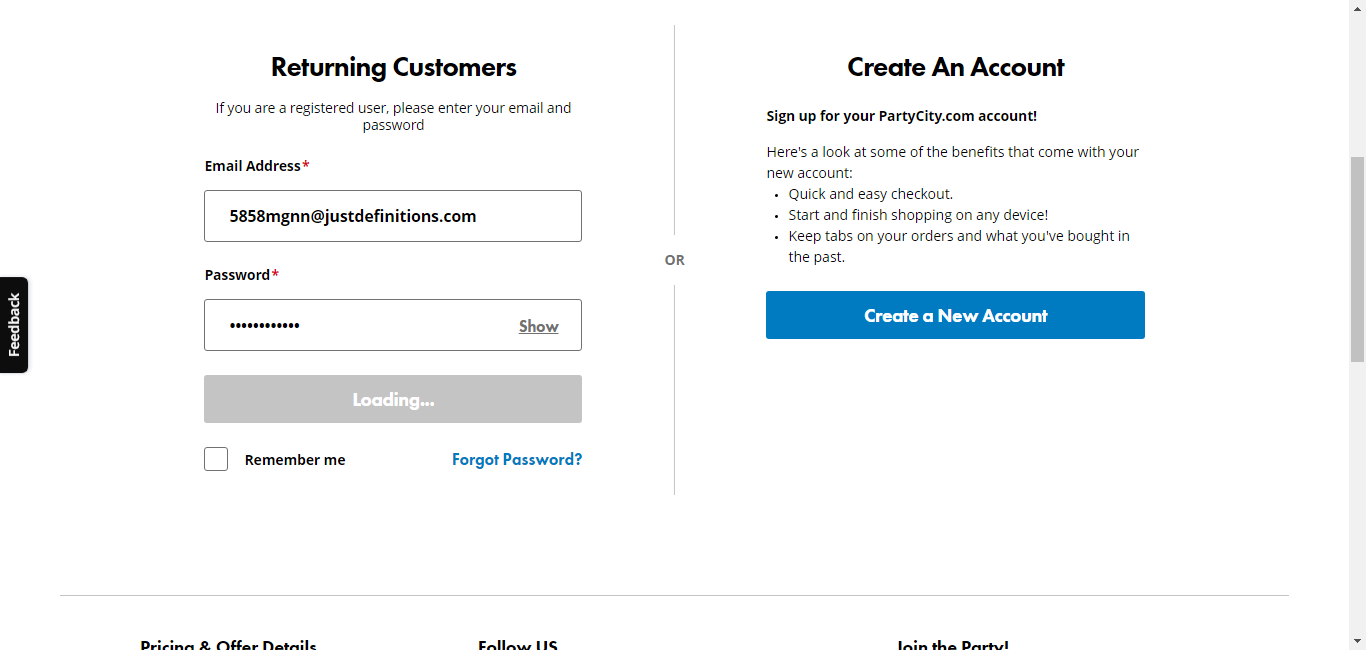 Returning Customers
If you are a registered user, please enter your email and
password
Email Address*
5858mgnn@justdefinitions.com
Password*
••••••••••••
Show
Loading...
Remember me
Forgot Password?
OR
Create An Account
Sign up for your PartyCity.com account!
Here's a look at some of the benefits that come with your
new account:
• Quick and easy checkout.
• Start and finish shopping on any device!
• Keep tabs on your orders and what you've bought in
the past.
Create a New Account
Feedback
Pricing & Offer Details
Follow US
Join the Party!